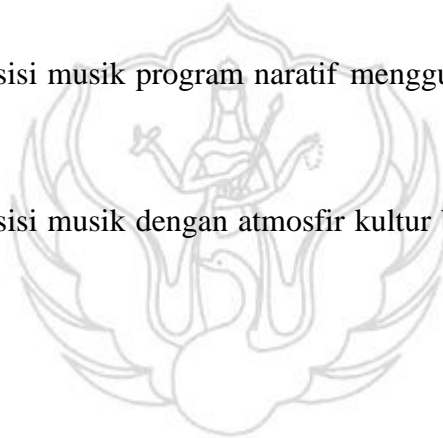 sisi musik program naratif menggu
sisi musik dengan atmosfir kultur